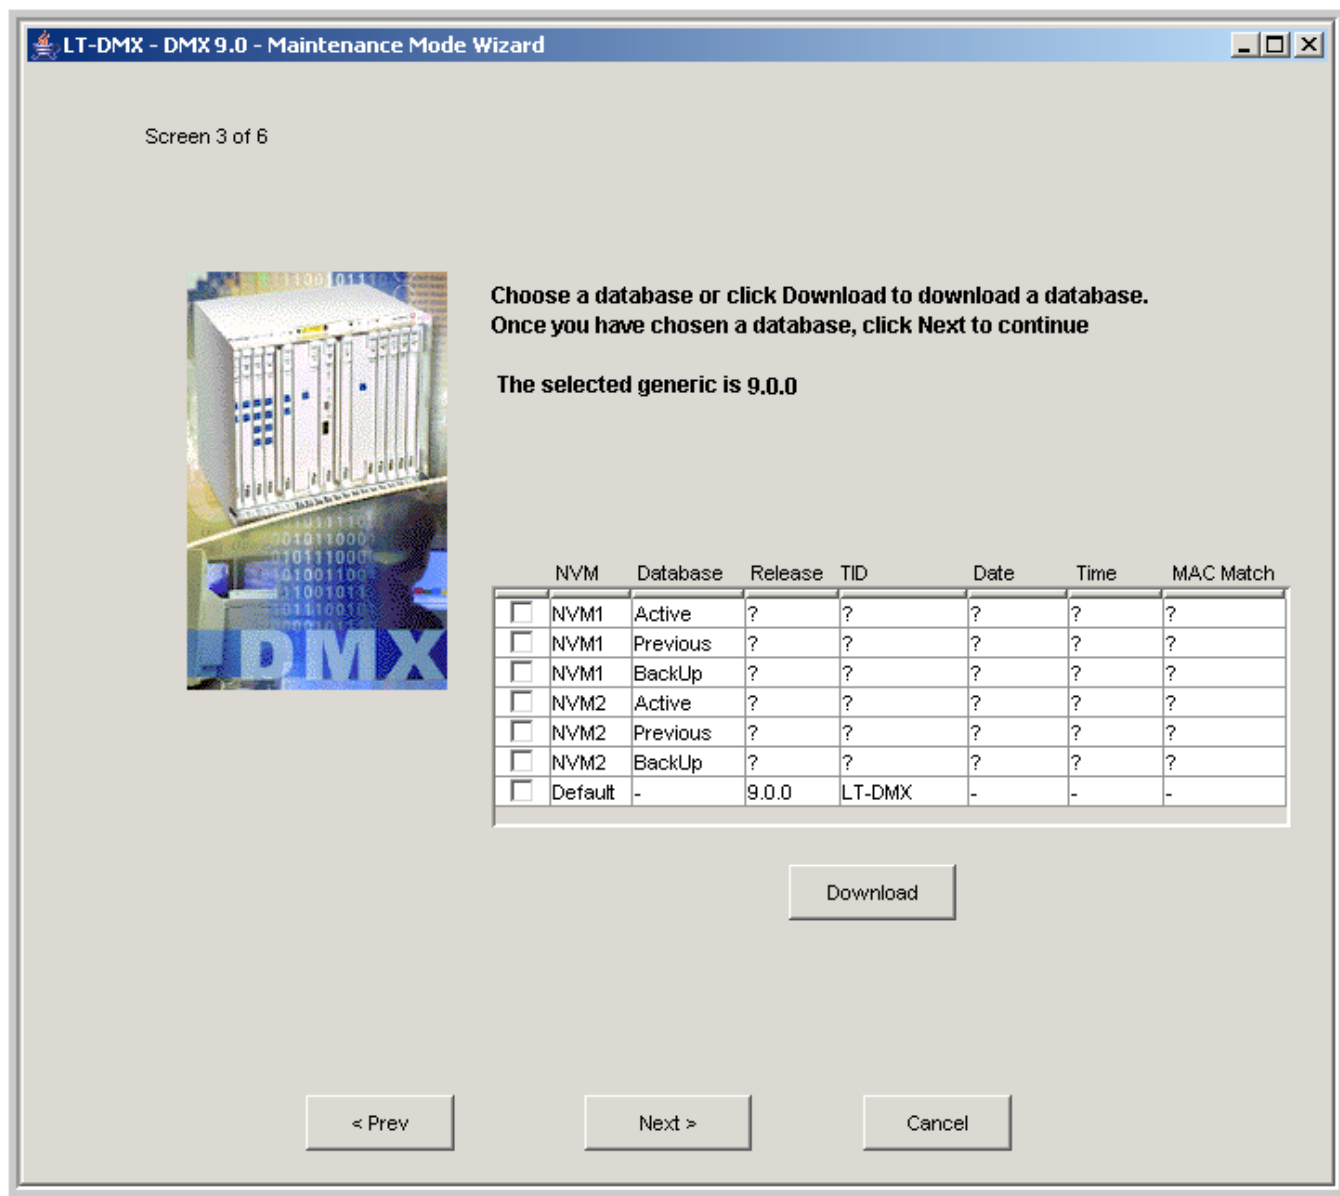 LT-DMX - DMX 9.0 - Maintenance Mode Wizard
Screen 3 of 6
Choose a database or click Download to download a database.
Once you have chosen a database, click Next to continue
The selected generic is 9.0.0
NVM Database Release TID Date Time MAC Match
NVM1 Active ? ? ? ? ?
NVM1 Previous ? ? ? ? ?
NVM1 BackUp ? ? ? ? ?
NVM2 Active ? ? ? ? ?
NVM2 Previous ? ? ? ? ?
NVM2 BackUp ? ? ? ? ?
Default - 9.0.0 LT-DMX - - -
DMX
Download
< Prev Next > Cancel